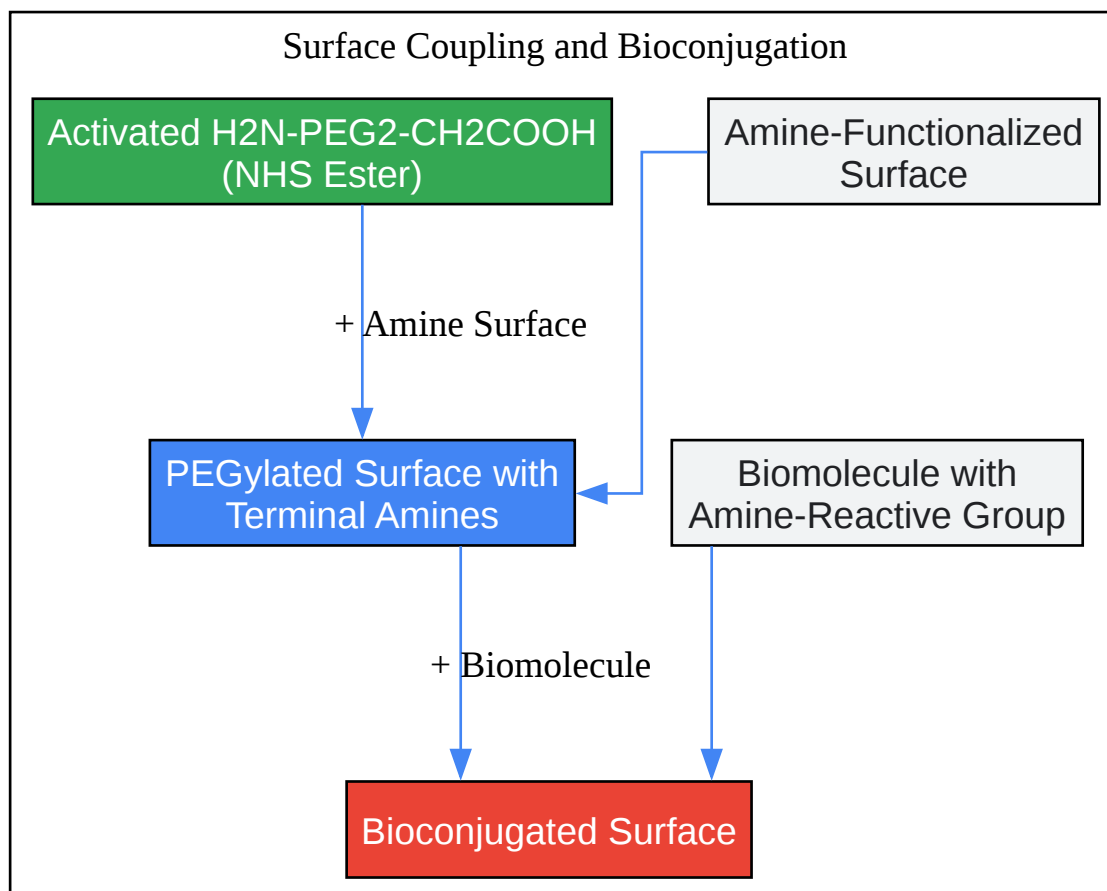 Surface Coupling and Bioconjugation
Activated H2N-PEG2-CH2COOH
(NHS Ester)
Amine-Functionalized
Surface
+ Amine Surface
PEGylated Surface with
Terminal Amines
Biomolecule with
Amine-Reactive Group
+ Biomolecule
Bioconjugated Surface